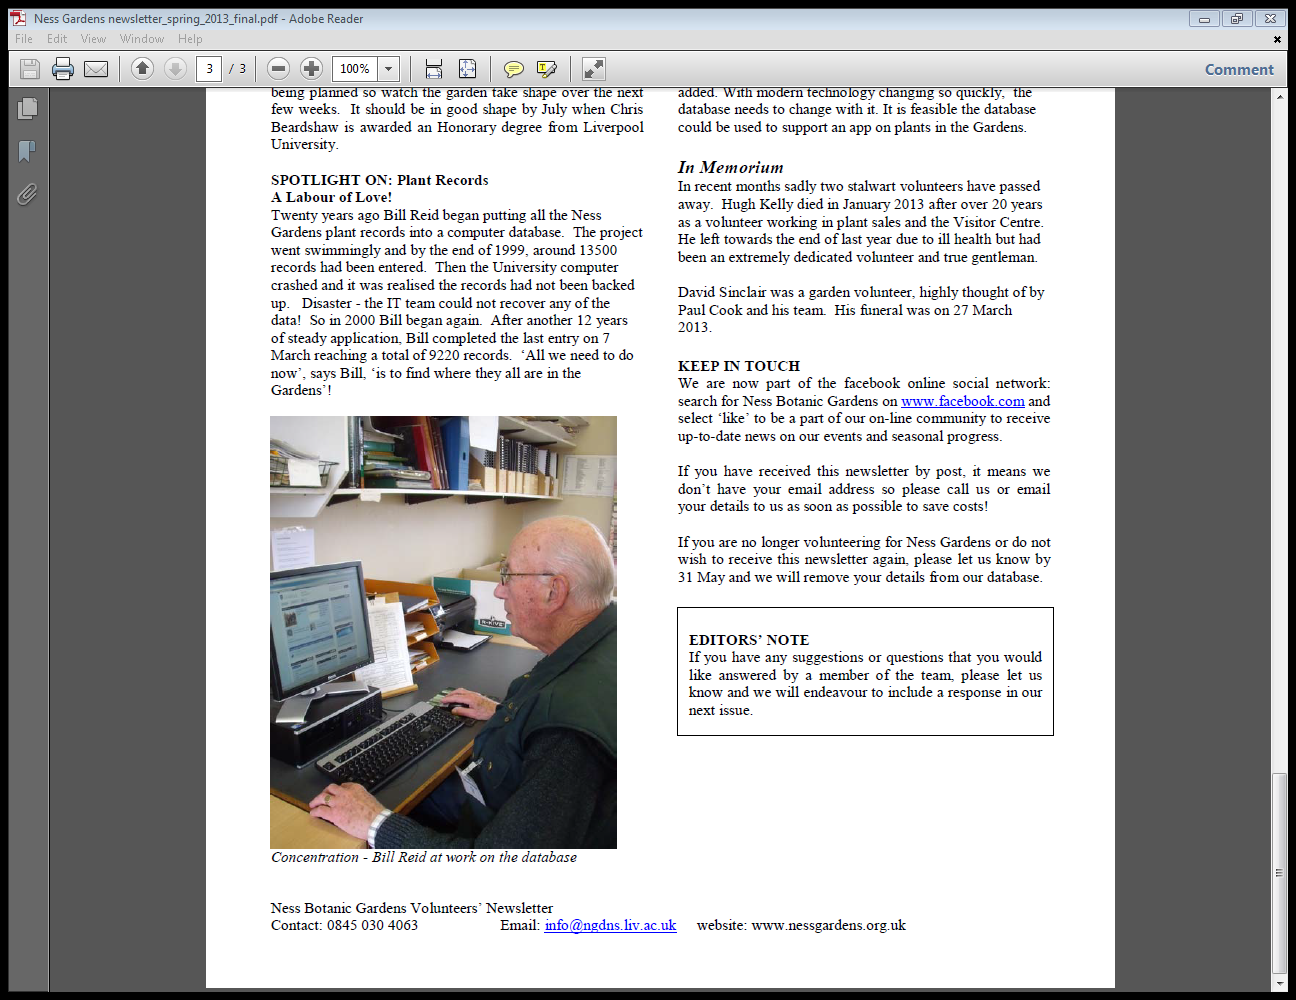 Ness Gardens newsletter_spring_2013_final.pdf - Adobe Reader
File Edit View Window Help
3 / 3 100% Comment
being planned so watch the garden take shape over the next
few weeks. It should be in good shape by July when Chris
Beardshaw is awarded an Honorary degree from Liverpool
University.
SPOTLIGHT ON: Plant Records
A Labour of Love!
Twenty years ago Bill Reid began putting all the Ness
Gardens plant records into a computer database. The project
went swimmingly and by the end of 1999, around 13500
records had been entered. Then the University computer
crashed and it was realised the records had not been backed
up. Disaster - the IT team could not recover any of the
data! So in 2000 Bill began again. After another 12 years
of steady application, Bill completed the last entry on 7
March reaching a total of 9220 records. ‘All we need to do
now’, says Bill, ‘is to find where they all are in the
Gardens’!
R-KIVE
Concentration - Bill Reid at work on the database
added. With modern technology changing so quickly, the
database needs to change with it. It is feasible the database
could be used to support an app on plants in the Gardens.
In Memorium
In recent months sadly two stalwart volunteers have passed
away. Hugh Kelly died in January 2013 after over 20 years
as a volunteer working in plant sales and the Visitor Centre.
He left towards the end of last year due to ill health but had
been an extremely dedicated volunteer and true gentleman.
David Sinclair was a garden volunteer, highly thought of by
Paul Cook and his team. His funeral was on 27 March
2013.
KEEP IN TOUCH
We are now part of the facebook online social network:
search for Ness Botanic Gardens on www.facebook.com and
select ‘like’ to be a part of our on-line community to receive
up-to-date news on our events and seasonal progress.
If you have received this newsletter by post, it means we
don’t have your email address so please call us or email
your details to us as soon as possible to save costs!
If you are no longer volunteering for Ness Gardens or do not
wish to receive this newsletter again, please let us know by
31 May and we will remove your details from our database.
EDITORS’ NOTE
If you have any suggestions or questions that you would
like answered by a member of the team, please let us
know and we will endeavour to include a response in our
next issue.
Ness Botanic Gardens Volunteers’ Newsletter
Contact: 0845 030 4063 Email: info@ngdns.liv.ac.uk website: www.nessgardens.org.uk